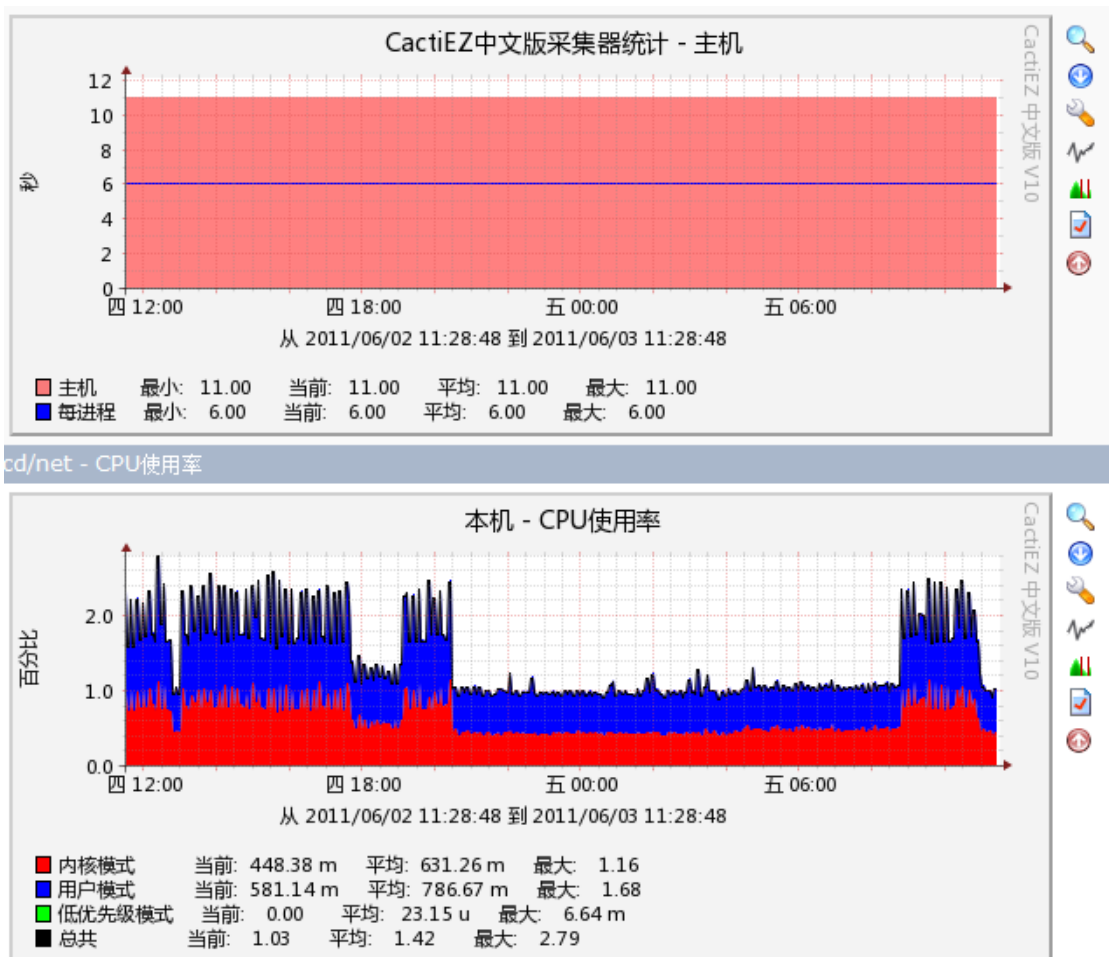 CactiEZ中文版采集器统计 - 主机
CactiEZ 中文版 V10
12
10
8
6
4
2
0
秒
四 12:00 四 18:00 五 00:00 五 06:00
从 2011/06/02 11:28:48 到 2011/06/03 11:28:48
主机 最小: 11.00 当前: 11.00 平均: 11.00 最大: 11.00
每进程 最小: 6.00 当前: 6.00 平均: 6.00 最大: 6.00
cd/net - CPU使用率
本机 - CPU使用率
CactiEZ 中文版 V10
2.0
1.0
0.0
百分比
四 12:00 四 18:00 五 00:00 五 06:00
从 2011/06/02 11:28:48 到 2011/06/03 11:28:48
内核模式 当前: 448.38 m 平均: 631.26 m 最大: 1.16
用户模式 当前: 581.14 m 平均: 786.67 m 最大: 1.68
低优先级模式 当前: 0.00 平均: 23.15 u 最大: 6.64 m
总共 当前: 1.03 平均: 1.42 最大: 2.79